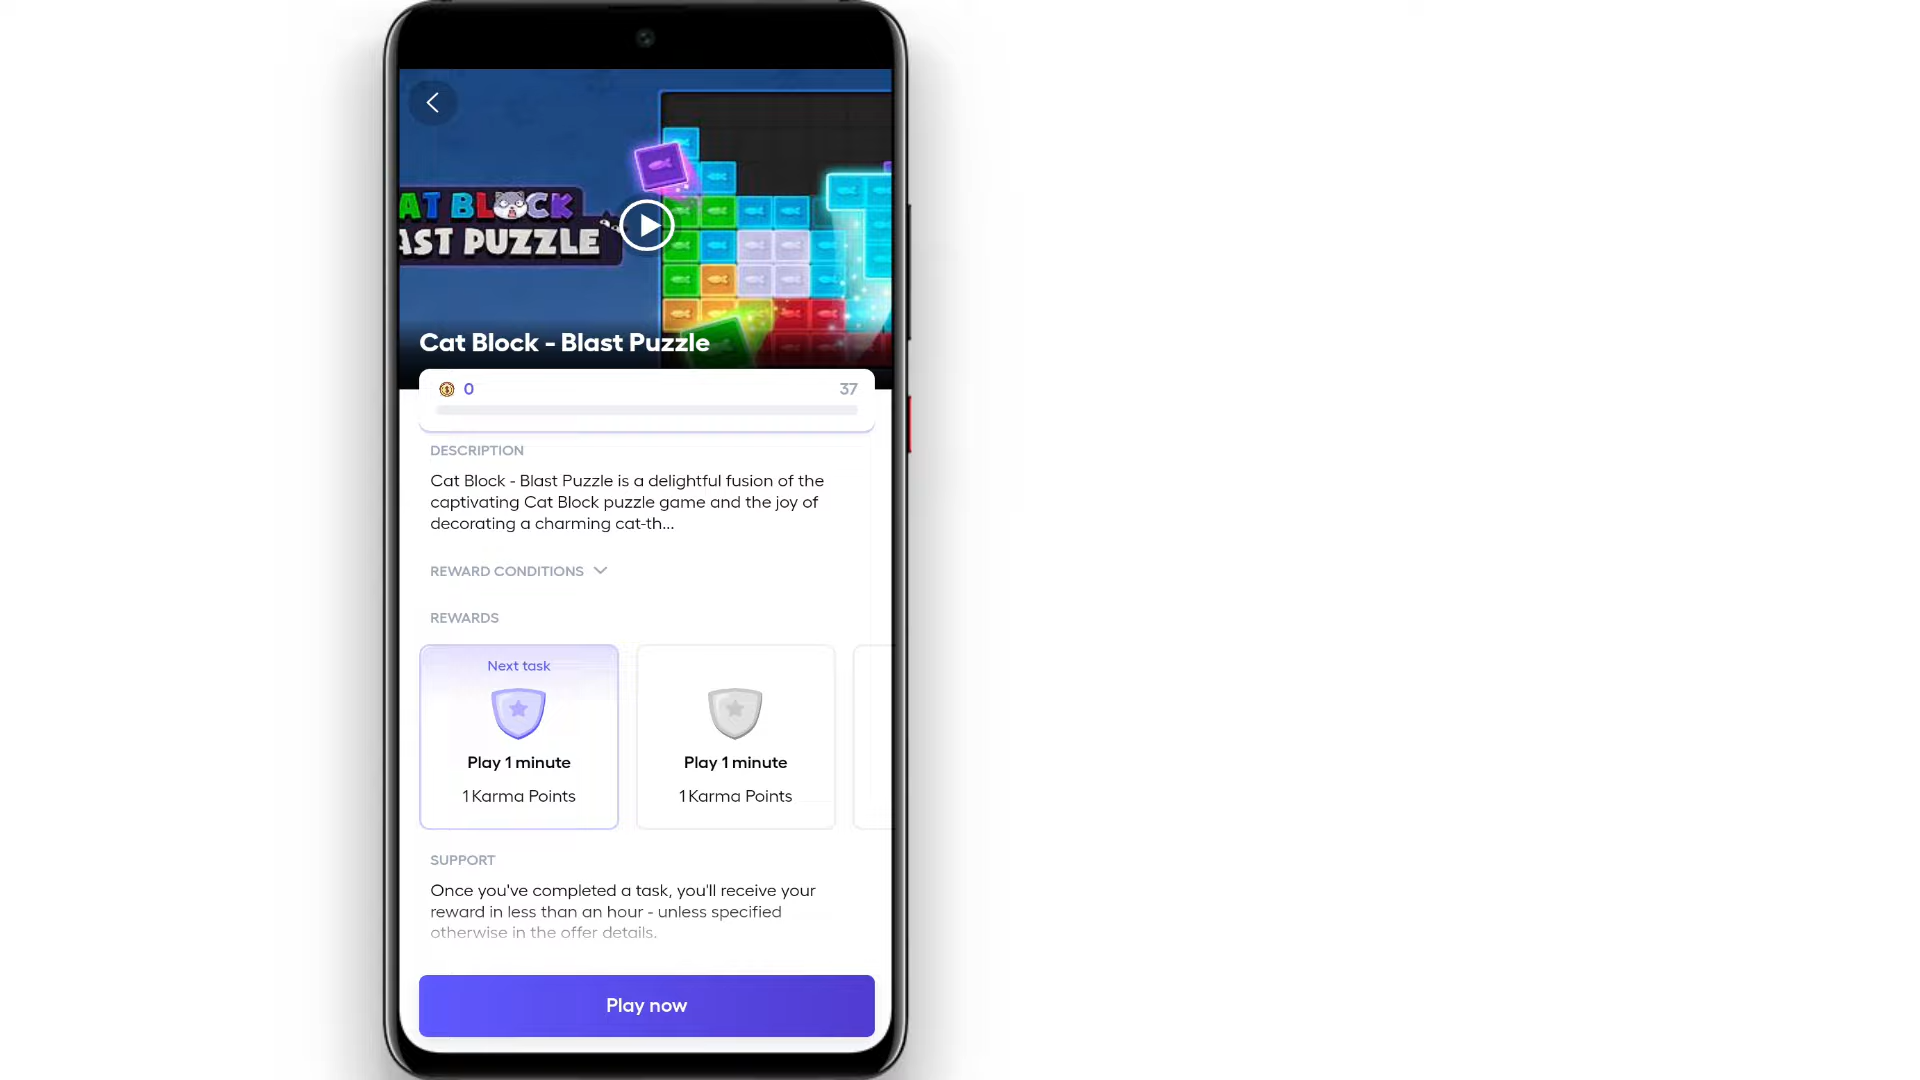 AT BLOCK
AST PUZZLE
Cat Block - Blast Puzzle
0
37
DESCRIPTION
Cat Block - Blast Puzzle is a delightful fusion of the
captivating Cat Block puzzle game and the joy of
decorating a charming cat-th...
REWARD CONDITIONS
REWARDS
Next task
Play 1 minute
1 Karma Points
Play 1 minute
1 Karma Points
SUPPORT
Once you've completed a task, you'll receive your
reward in less than an hour - unless specified
otherwise in the offer details.
Play now